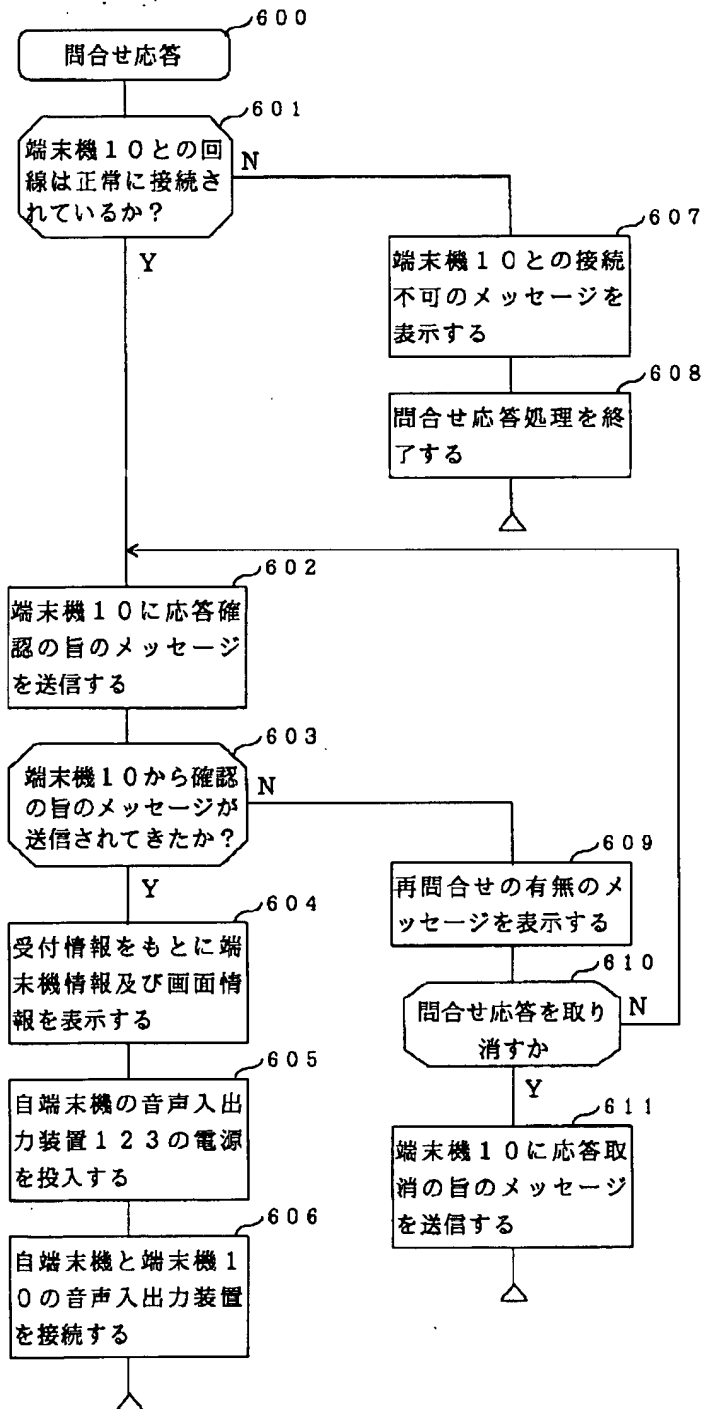 600
問合せ応答
601
端末機10との回
線は正常に接続さ
れているか?
N
Y
607
端末機10との接続
不可のメッセージを
表示する
608
問合せ応答処理を終
了する
602
端末機10に応答確
認の旨のメッセージ
を送信する
603
端末機10から確認
の旨のメッセージが
送信されてきたか?
N
Y
609
再問合せの有無のメ
ッセージを表示する
604
受付情報をもとに端
末機情報及び画面情
報を表示する
610
問合せ応答を取り
消すか
N
Y
605
自端末機の音声入出
力装置123の電源
を投入する
611
端末機10に応答取
消の旨のメッセージ
を送信する
606
自端末機と端末機1
0の音声入出力装置
を接続する